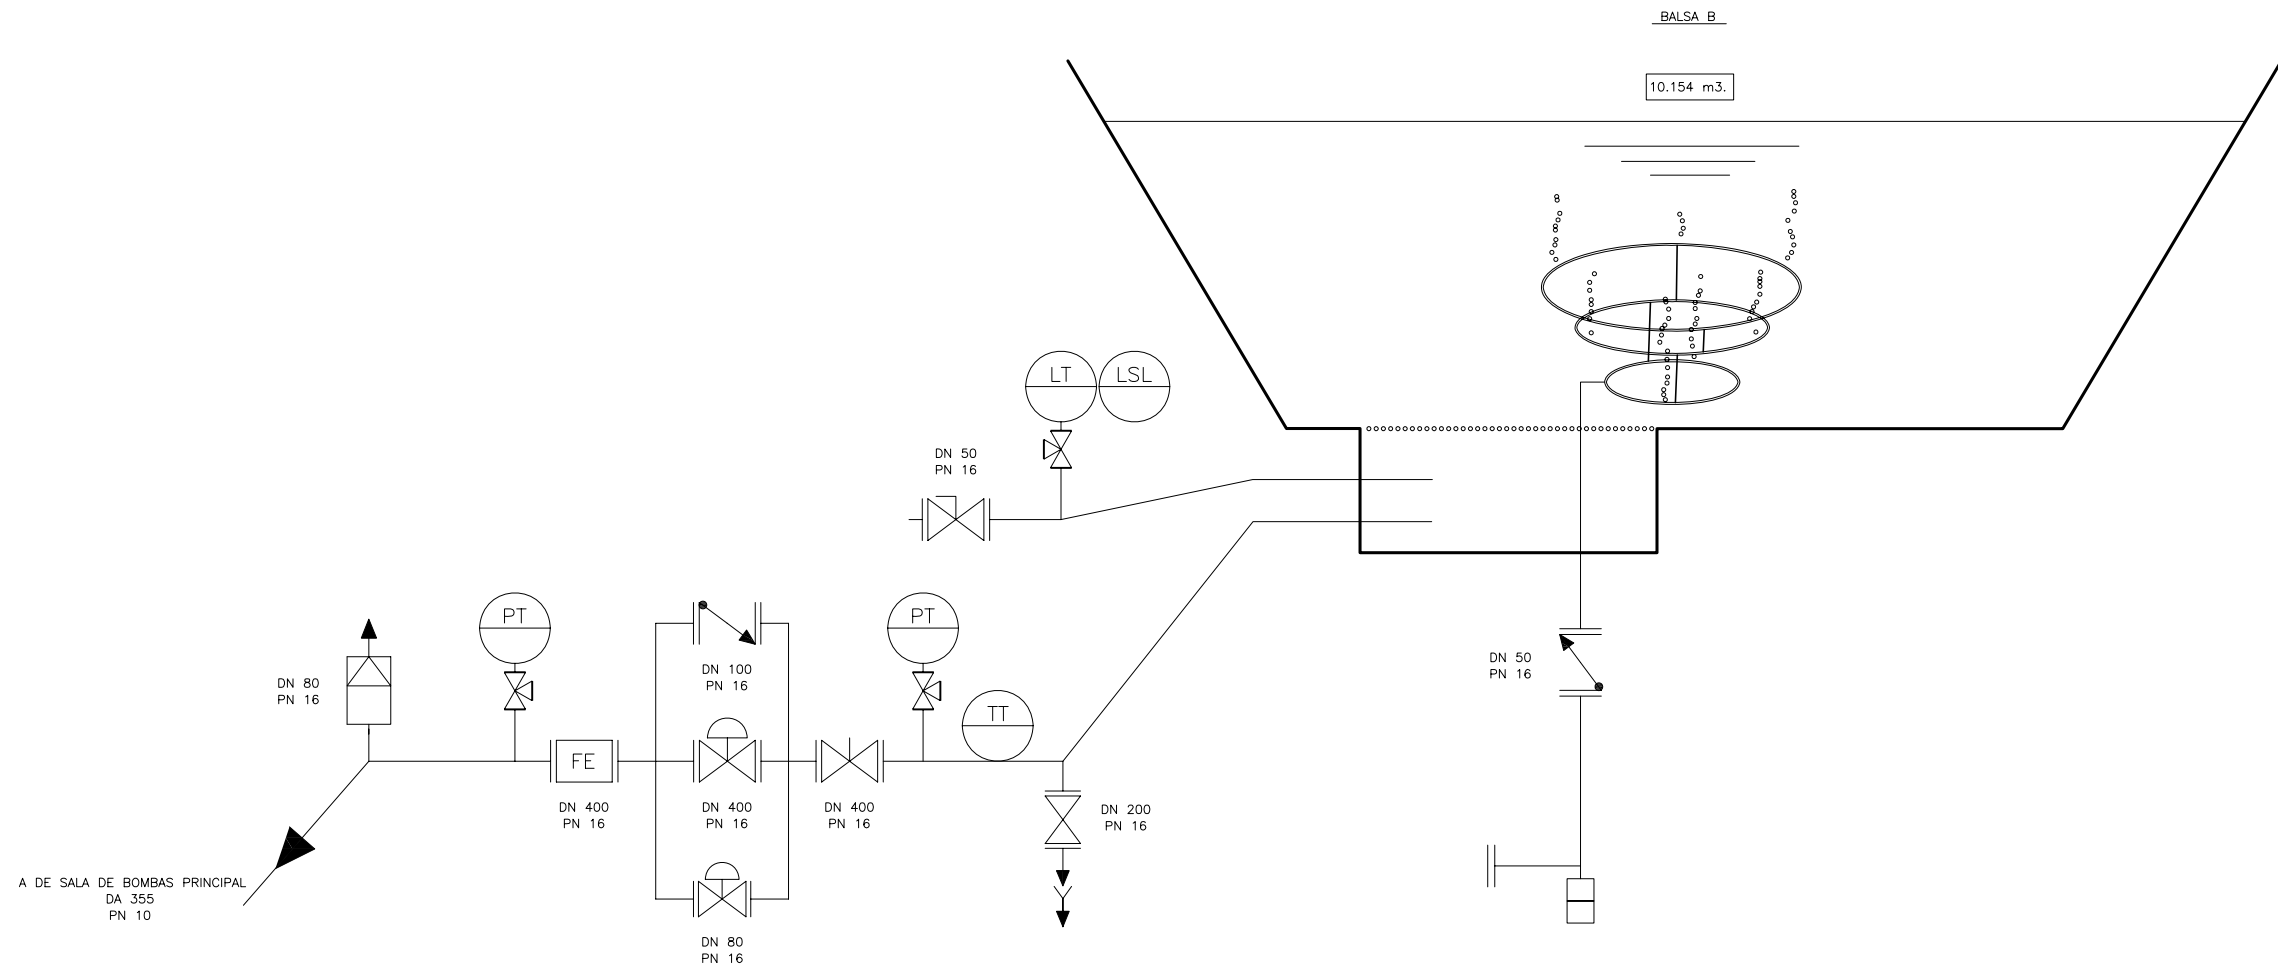 BALSA B
10.154 m3.
LT
LSL
DN 50
PN 16
PT
PT
DN 80
PN 16
DN 100
PN 16
TT
DN 50
PN 16
FE
DN 400
PN 16
DN 400
PN 16
DN 400
PN 16
DN 200
PN 16
A DE SALA DE BOMBAS PRINCIPAL
DA 355
PN 10
DN 80
PN 16